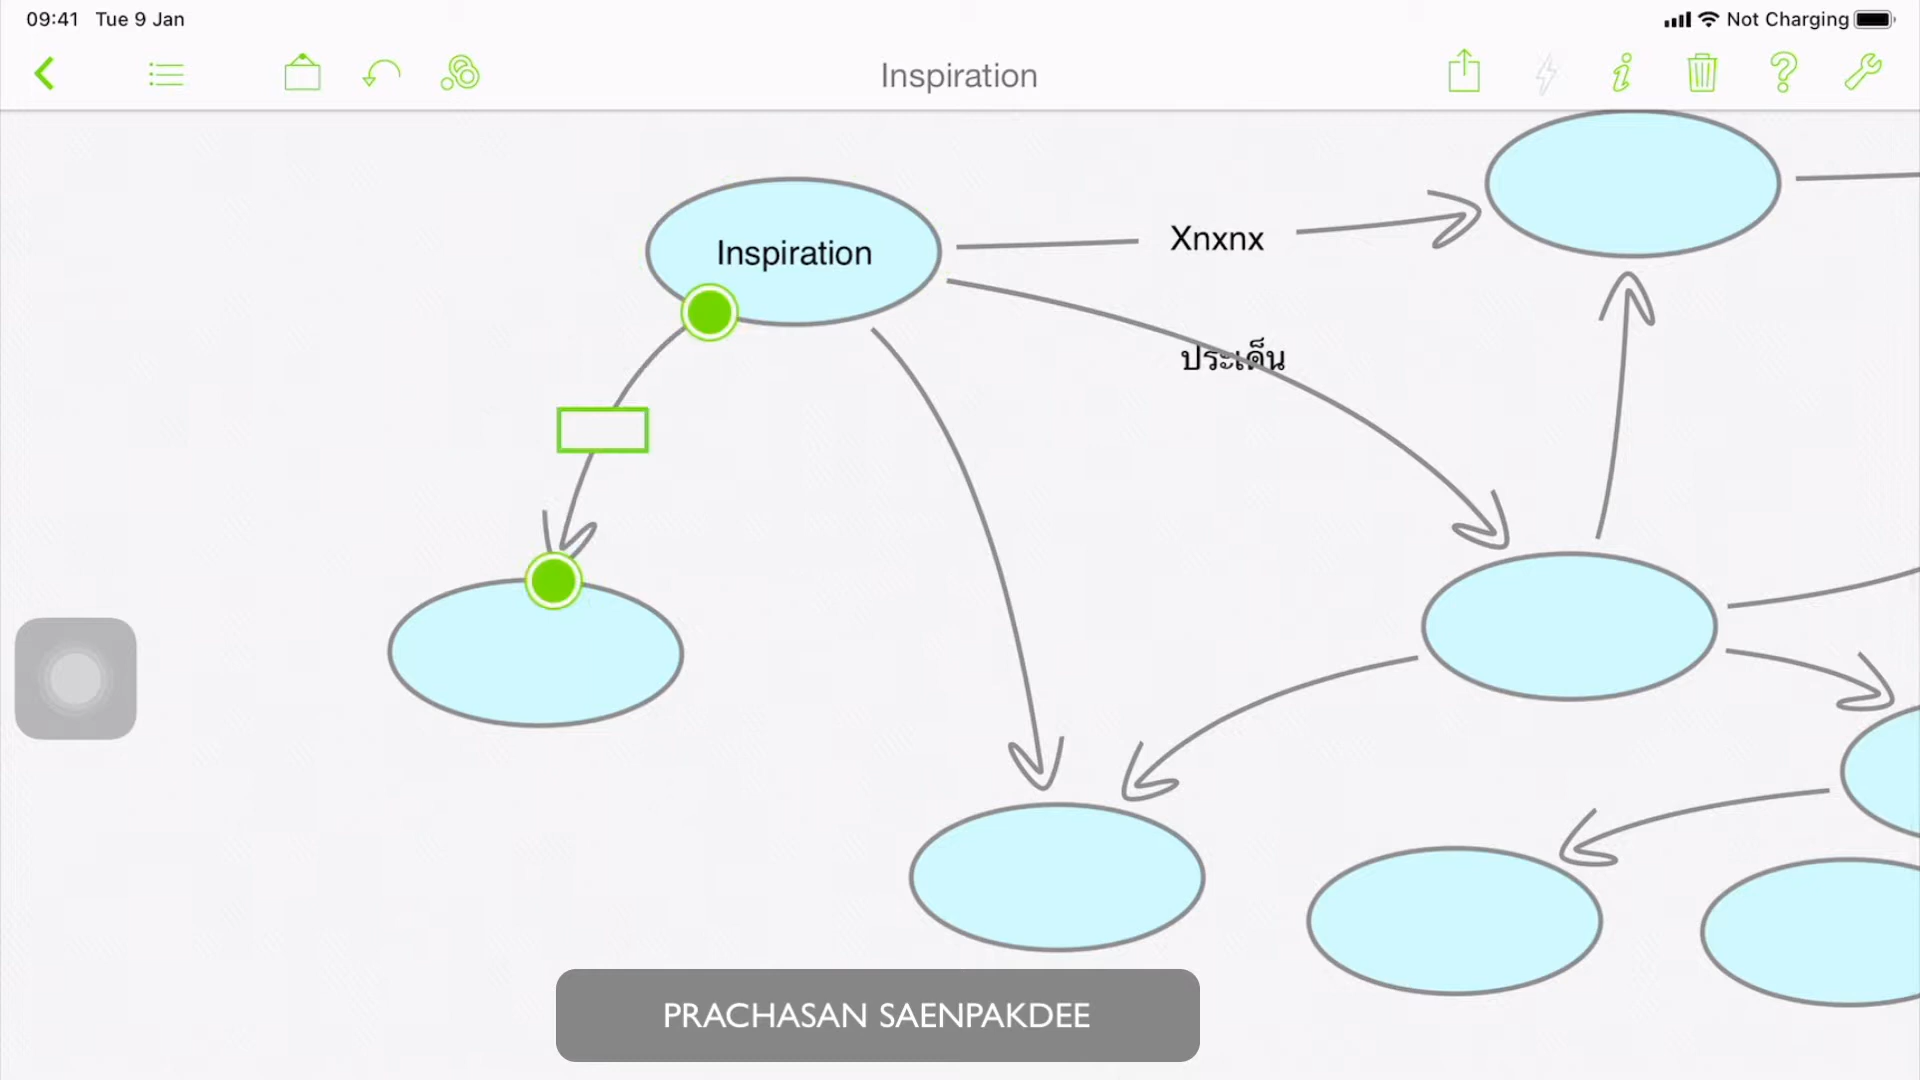 09:41 Tue 9 Jan
Not Charging
Inspiration
Inspiration
Xnxnx
ประเด็น
PRACHASAN SAENPAKDEE